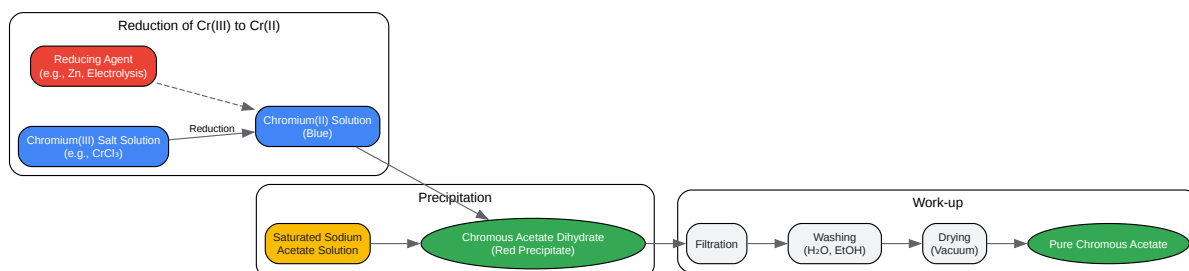 Reduction of Cr(III) to Cr(II)
Reducing Agent
(e.g., Zn, Electrolysis)
Reduction
Chromium(II) Solution
(Blue)
Chromium(III) Salt Solution
(e.g., CrCl₃)
Precipitation
Saturated Sodium
Acetate Solution
Chromous Acetate Dihydrate
(Red Precipitate)
Work-up
Filtration
Washing
(H₂O, EtOH)
Drying
(Vacuum)
Pure Chromous Acetate